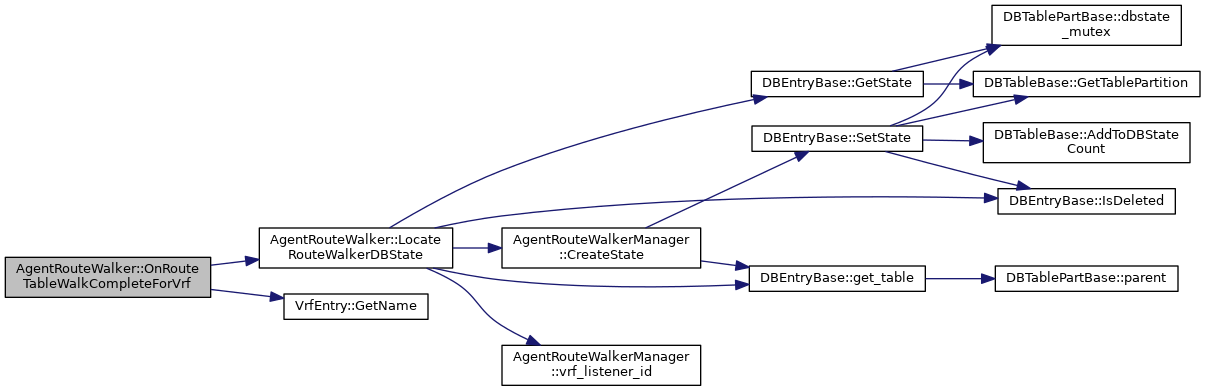 AgentRouteWalker::OnRoute
TableWalkCompleteForVrf
AgentRouteWalker::Locate
RouteWalkerDBState
VrfEntry::GetName
DBEntryBase::GetState
DBEntryBase::SetState
AgentRouteWalkerManager
::CreateState
DBEntryBase::get_table
AgentRouteWalkerManager
::vrf_listener_id
DBTablePartBase::dbstate
_mutex
DBTableBase::GetTablePartition
DBTableBase::AddToDBState
Count
DBEntryBase::IsDeleted
DBTablePartBase::parent